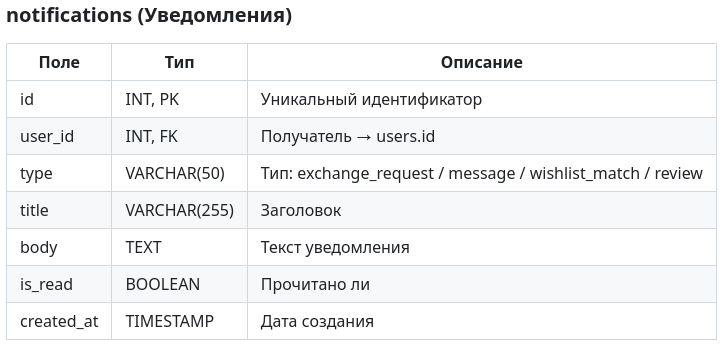 notifications (Уведомления)
Поле Тип Описание
id INT, PK Уникальный идентификатор
user_id INT, FK Получатель → users.id
type VARCHAR(50) Тип: exchange_request / message / wishlist_match / review
title VARCHAR(255) Заголовок
body TEXT Текст уведомления
is_read BOOLEAN Прочитано ли
created_at TIMESTAMP Дата создания